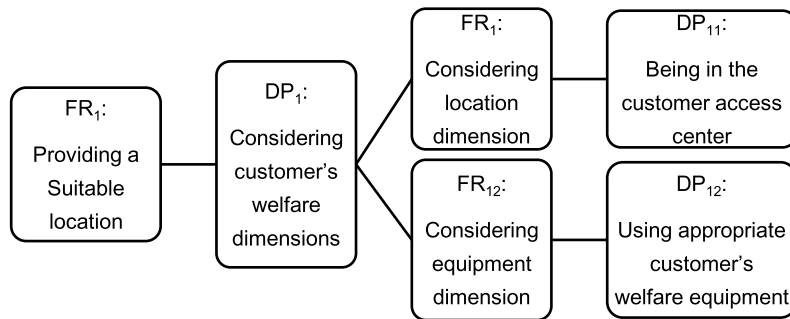 FR₁:
Providing a
Suitable
location
DP₁:
Considering
customer's
welfare
dimensions
FR₁:
Considering
location
dimension
DP₁₁:
Being in the
customer access
center
FR₁₂:
Considering
equipment
dimension
DP₁₂:
Using appropriate
customer's
welfare equipment